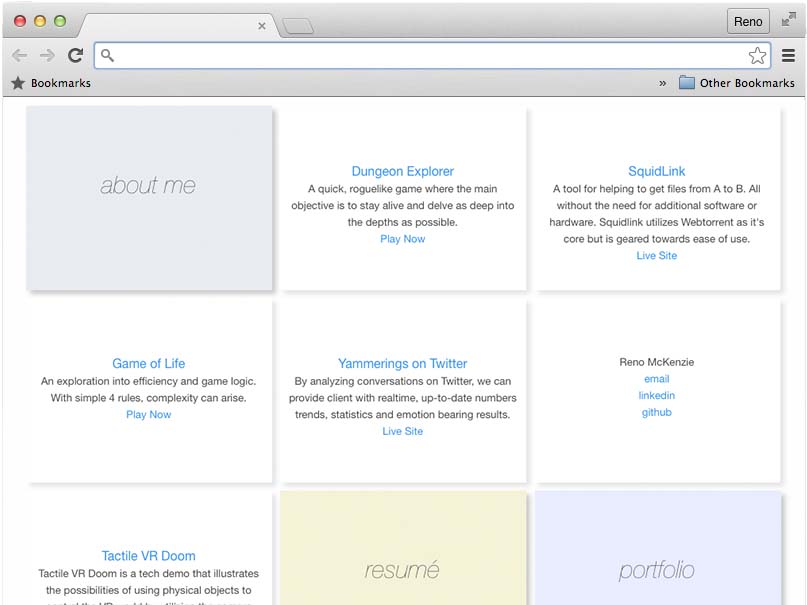 Reno
Bookmarks
Other Bookmarks
about me
Dungeon Explorer
A quick, roguelike game where the main
objective is to stay alive and delve as deep into
the depths as possible.
Play Now
SquidLink
A tool for helping to get files from A to B. All
without the need for additional software or
hardware. Squidlink utilizes Webtorrent as it's
core but is geared towards ease of use.
Live Site
Game of Life
An exploration into efficiency and game logic.
With simple 4 rules, complexity can arise.
Play Now
Yammerings on Twitter
By analyzing conversations on Twitter, we can
provide client with realtime, up-to-date numbers
trends, statistics and emotion bearing results.
Live Site
Reno McKenzie
email
linkedin
github
Tactile VR Doom
Tactile VR Doom is a tech demo that illustrates
the possibilities of using physical objects to
resumé
portfolio